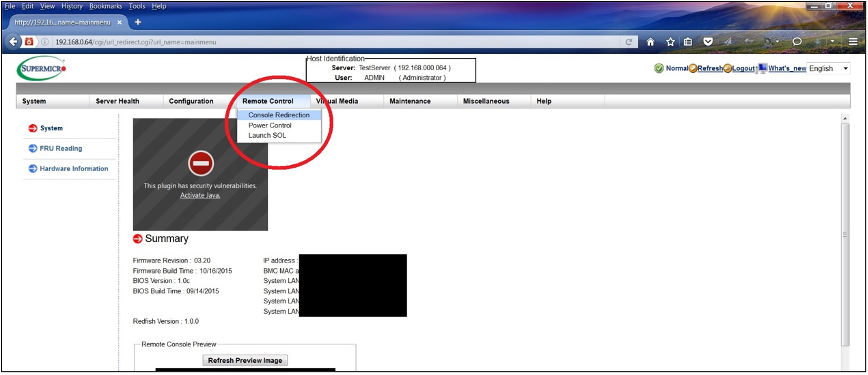 File Edit View History Bookmarks Tools Help
http://192.16...name=mainmenu
192.168.0.64/cgi/url_redirect.cgi?url_name=mainmenu
SUPERMICR
Host Identification
Server: TestServer ( 192.168.000.064 )
User: ADMIN ( Administrator )
Normal Refresh Logout What's_new English
System Server Health Configuration Remote Control Virtual Media Maintenance Miscellaneous Help
Console Redirection
Power Control
Launch SOL
System
FRU Reading
Hardware Information
This plugin has security vulnerabilities.
Activate Java.
Summary
Firmware Revision : 03.20 IP address :
Firmware Build Time : 10/16/2015 BMC MAC a
BIOS Version : 1.0c System LAN
BIOS Build Time : 09/14/2015 System LAN
System LAN
System LAN
Redfish Version : 1.0.0
Remote Console Preview
Refresh Preview Image